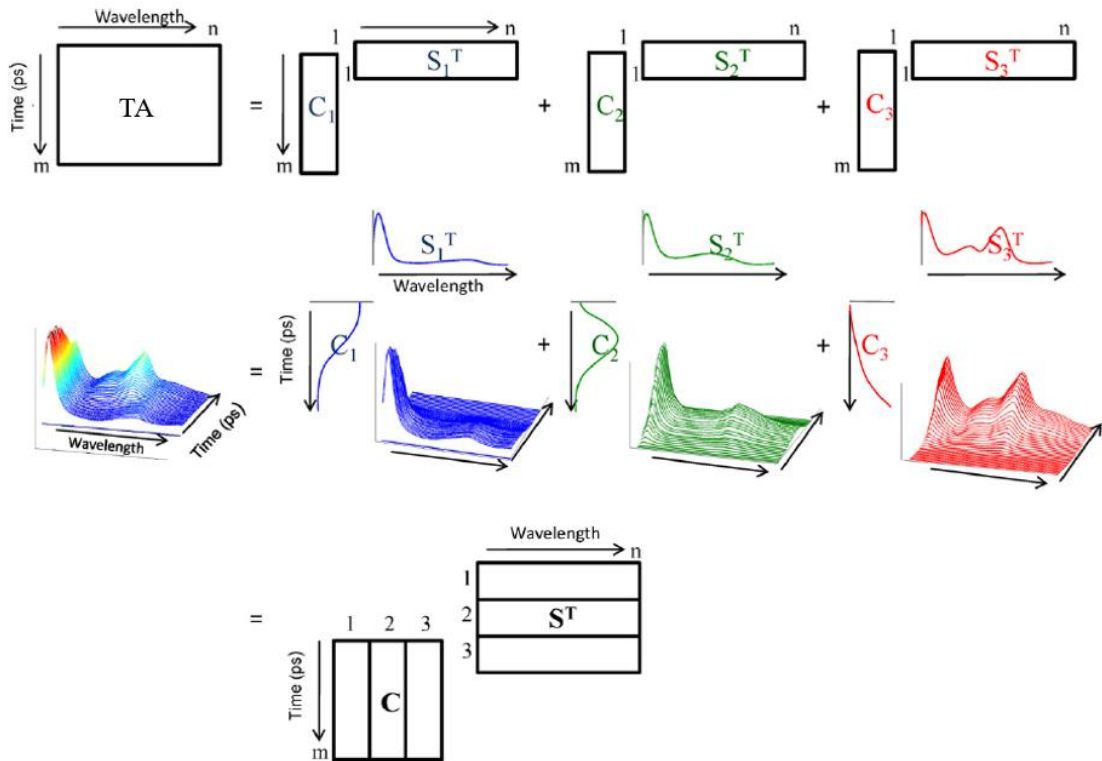 Wavelength n
Time (ps)
m
TA
=
1 n
1 S₁ᵀ
C₁
m
+
1 n
1 S₂ᵀ
C₂
m
+
1 n
1 S₃ᵀ
C₃
m
S₁ᵀ
Wavelength
S₂ᵀ
S₃ᵀ
Wavelength
Time (ps)
=
Time (ps)
C₁
+
C₂
+
C₃
=
Wavelength
n
1
2 Sᵀ
3
1 2 3
Time (ps)
C
m